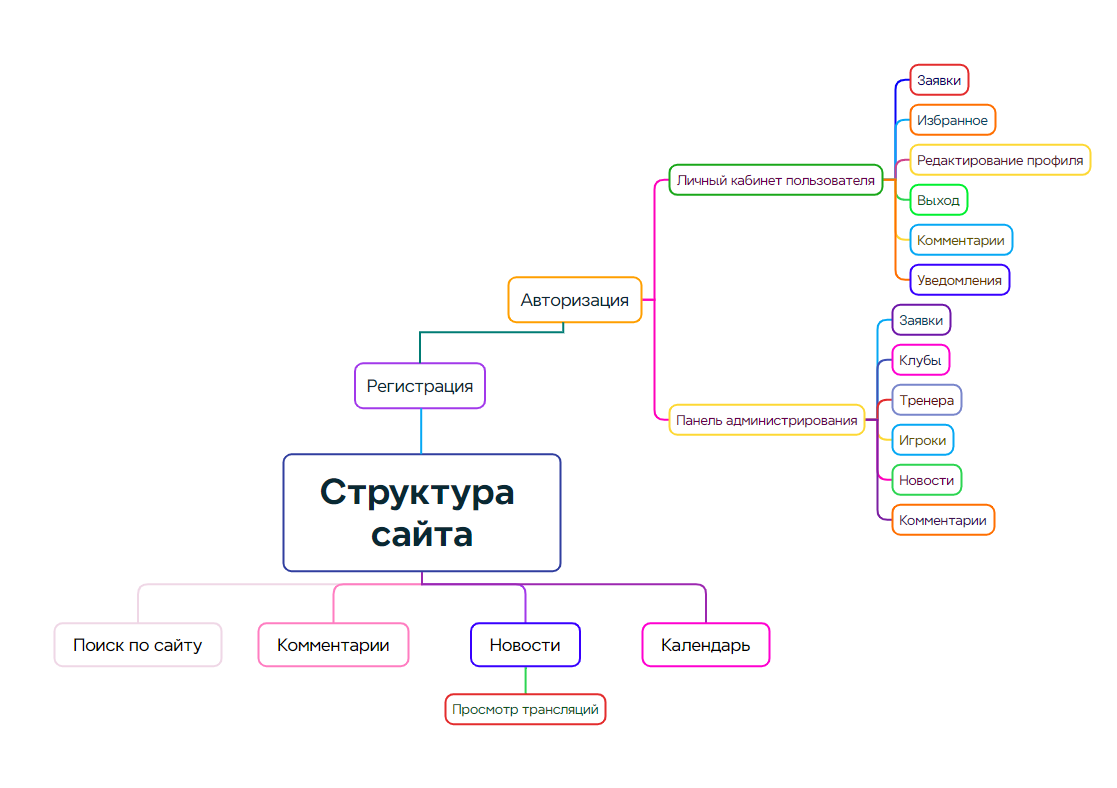 Заявки
Избранное
Редактирование профиля
Личный кабинет пользователя
Выход
Комментарии
Уведомления
Авторизация
Заявки
Клубы
Регистрация
Тренера
Панель администрирования
Игроки
Новости
Комментарии
Структура
сайта
Поиск по сайту
Комментарии
Новости
Календарь
Просмотр трансляций